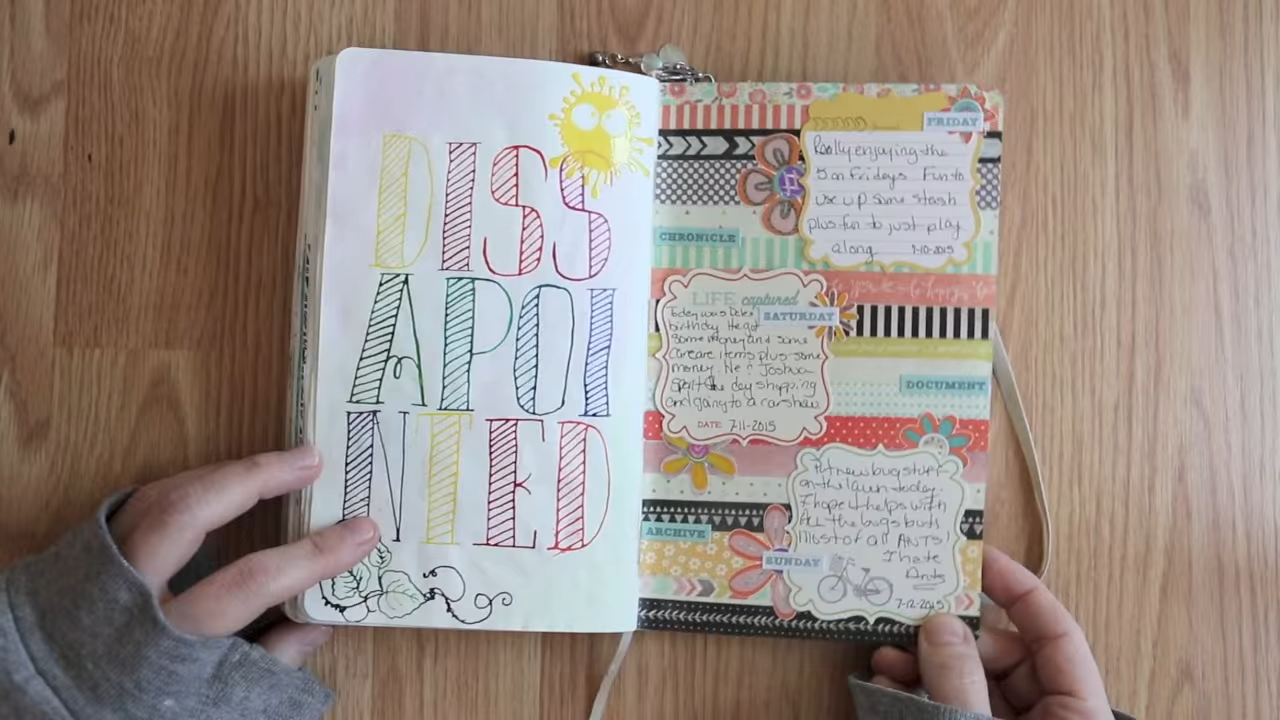 DISS
APOI
NTED
FRIDAY
Really enjoying the
5 on Fridays Fun to
use up some stash
plus fun to just play
along 7-10-2015
CHRONICLE
LIFE captured
SATURDAY
Today was
birthday. He got
some money and some
car care items plus some
money. He & Joshua
spent the day shopping
and going to a car show.
DATE: 7-11-2015
DOCUMENT
Put new bug stuff
on the lawn today.
I hope it helps with
ALL the bugs but
most of all ANTS!
I hate
Ants
ARCHIVE
SUNDAY
7-12-2015